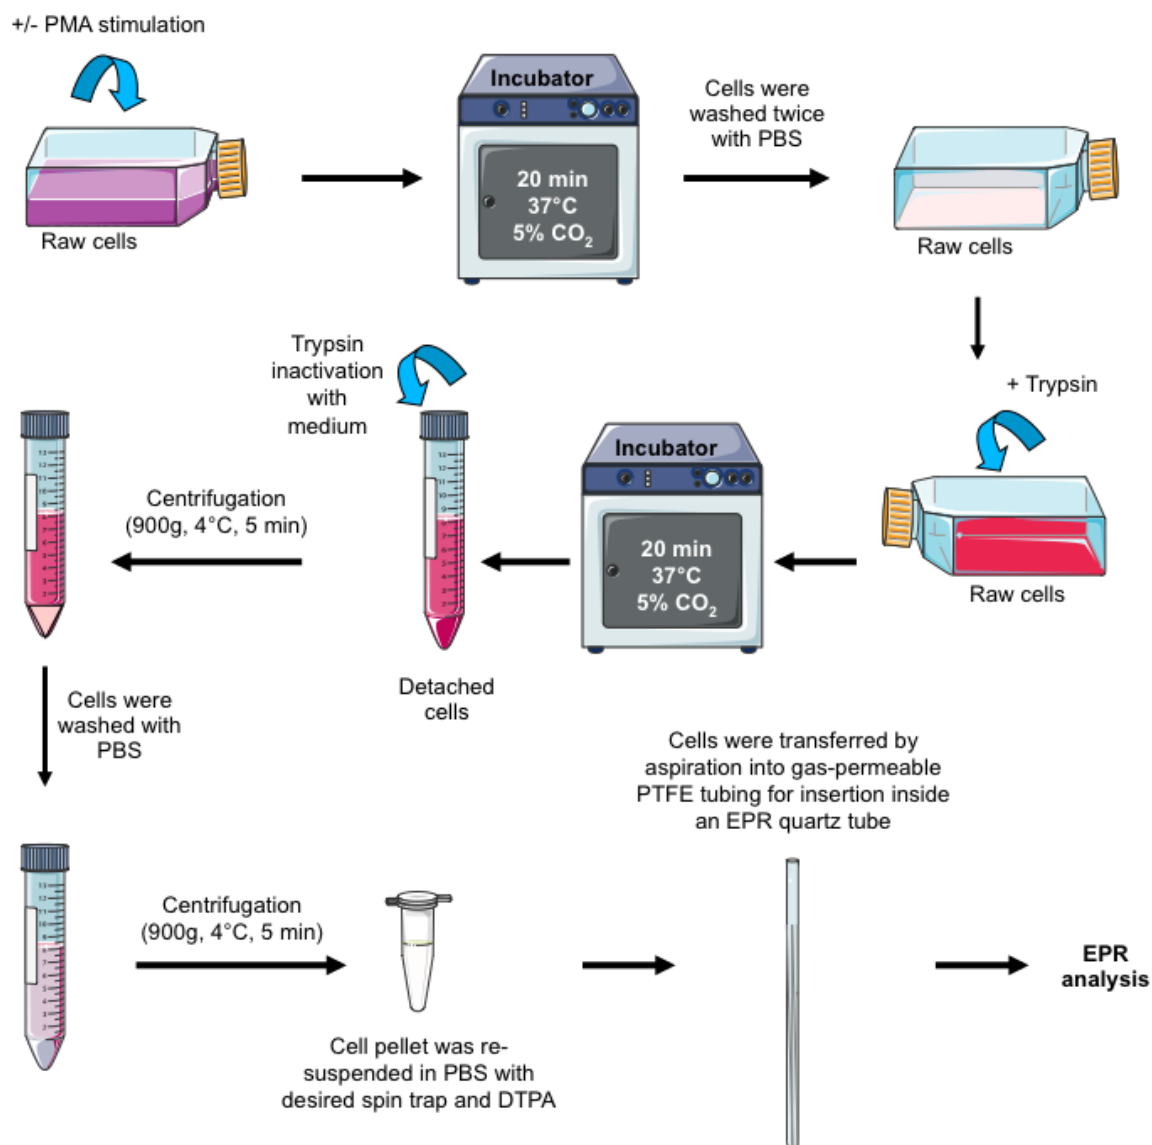 +/- PMA stimulation
Raw cells
Incubator
20 min
37°C
5% CO2
Cells were
washed twice
with PBS
Raw cells
+ Trypsin
Raw cells
Incubator
20 min
37°C
5% CO2
Trypsin
inactivation
with
medium
Detached
cells
Centrifugation
(900g, 4°C, 5 min)
Cells were
washed with
PBS
Centrifugation
(900g, 4°C, 5 min)
Cell pellet was re-
suspended in PBS with
desired spin trap and DTPA
Cells were transferred by
aspiration into gas-permeable
PTFE tubing for insertion inside
an EPR quartz tube
EPR
analysis